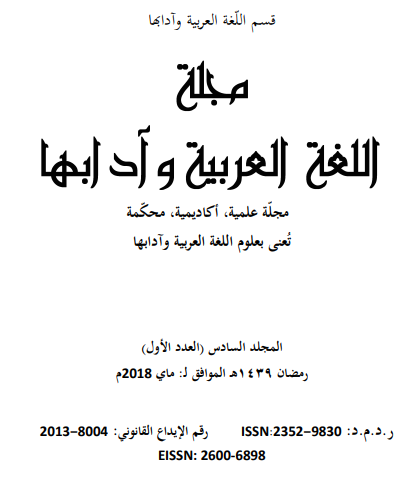 قسم اللّغة العربية وآدابها
مجلة
اللغة العربية وآدابها
مجلّة علمية، أكاديمية، محكّمة
تُعنى بعلوم اللغة العربية وآدابها
المجلد السادس (العدد الأول)
رمضان ١٤٣٩هـ الموافق لـ: ماي 2018م
ر.د.م.د: ISSN:2352–9830 رقم الإيداع القانوني: 8004–2013
EISSN: 2600-6898